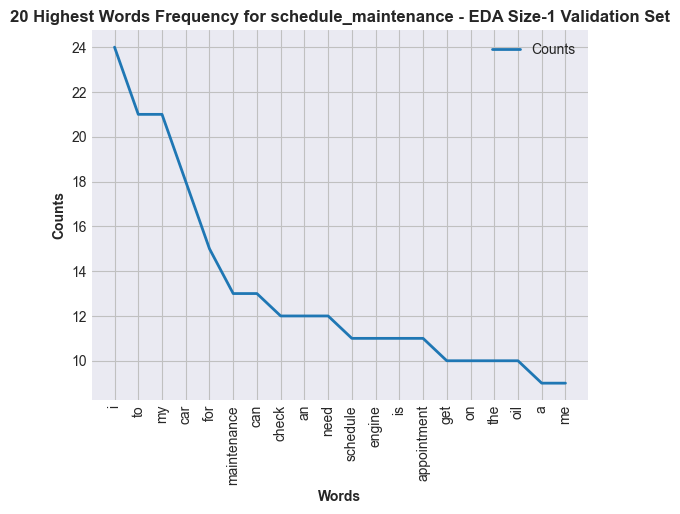 20 Highest Words Frequency for schedule_maintenance - EDA Size-1 Validation Set
Counts
24
22
20
18
16
14
12
10
Counts
i
to
my
car
for
maintenance
can
check
an
need
schedule
engine
is
appointment
get
on
the
oil
a
me
Words